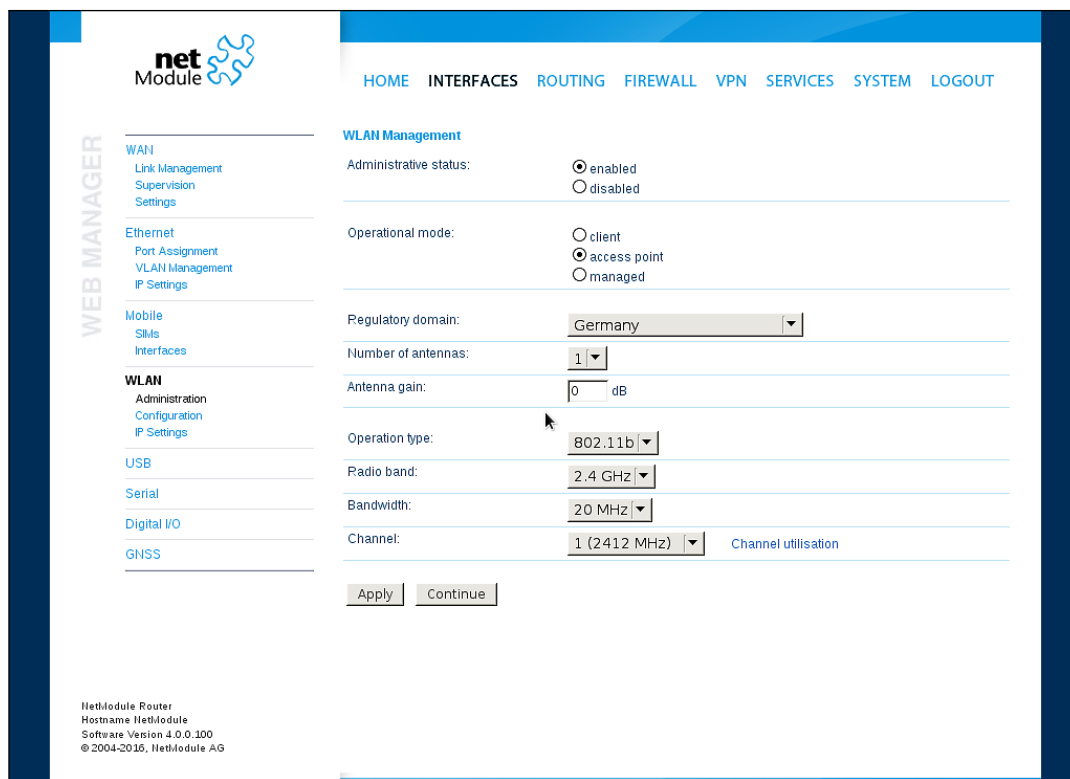 net
Module
HOME INTERFACES ROUTING FIREWALL VPN SERVICES SYSTEM LOGOUT
WEB MANAGER
WAN
Link Management
Supervision
Settings
Ethernet
Port Assignment
VLAN Management
IP Settings
Mobile
SIMs
Interfaces
WLAN
Administration
Configuration
IP Settings
USB
Serial
Digital I/O
GNSS
WLAN Management
Administrative status:
enabled
disabled
Operational mode:
client
access point
managed
Regulatory domain: Germany
Number of antennas: 1
Antenna gain: 0 dB
Operation type: 802.11b
Radio band: 2.4 GHz
Bandwidth: 20 MHz
Channel: 1 (2412 MHz) Channel utilisation
Apply Continue
NetModule Router
Hostname NetModule
Software Version 4.0.0.100
© 2004-2016, NetModule AG